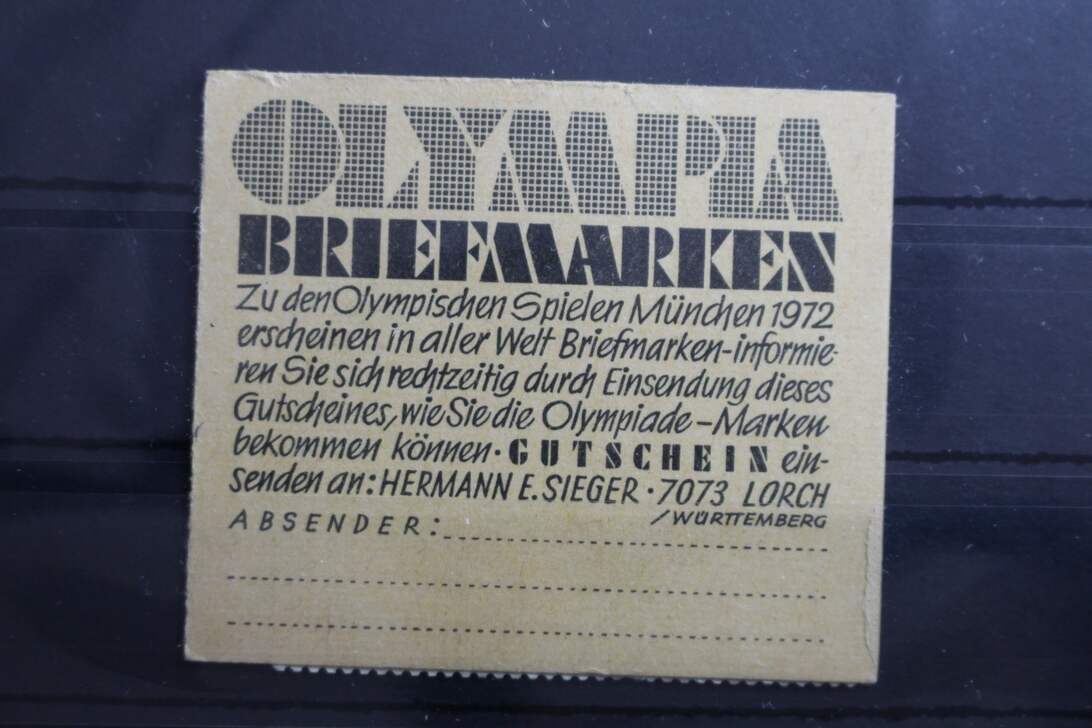 OLYMPIA
BRIEFMARKEN
Zu den Olympischen Spielen München 1972
erscheinen in aller Welt Briefmarken-informie-
ren Sie sich rechtzeitig durch Einsendung dieses
Gutscheines, wie Sie die Olympiade-Marken
bekommen können · GUTSCHEIN ein-
senden an: HERMANN E. SIEGER · 7073 LORCH
/WÜRTTEMBERG
ABSENDER: